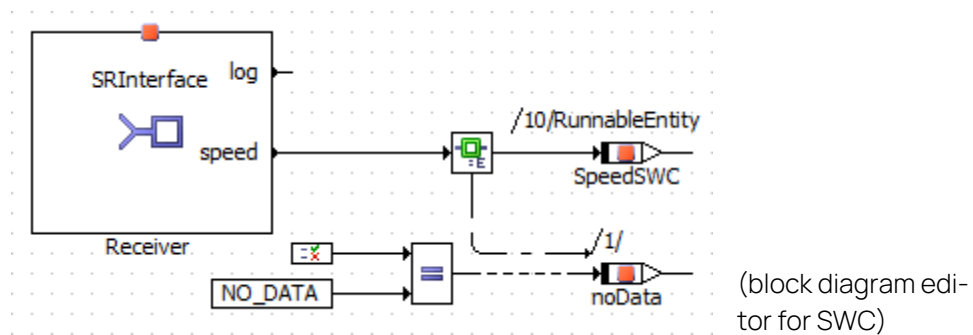 SRInterface
log
speed
Receiver
/10/RunnableEntity
E
SpeedSWC
/1/
NO_DATA
=
noData
(block diagram edi-
tor for SWC)